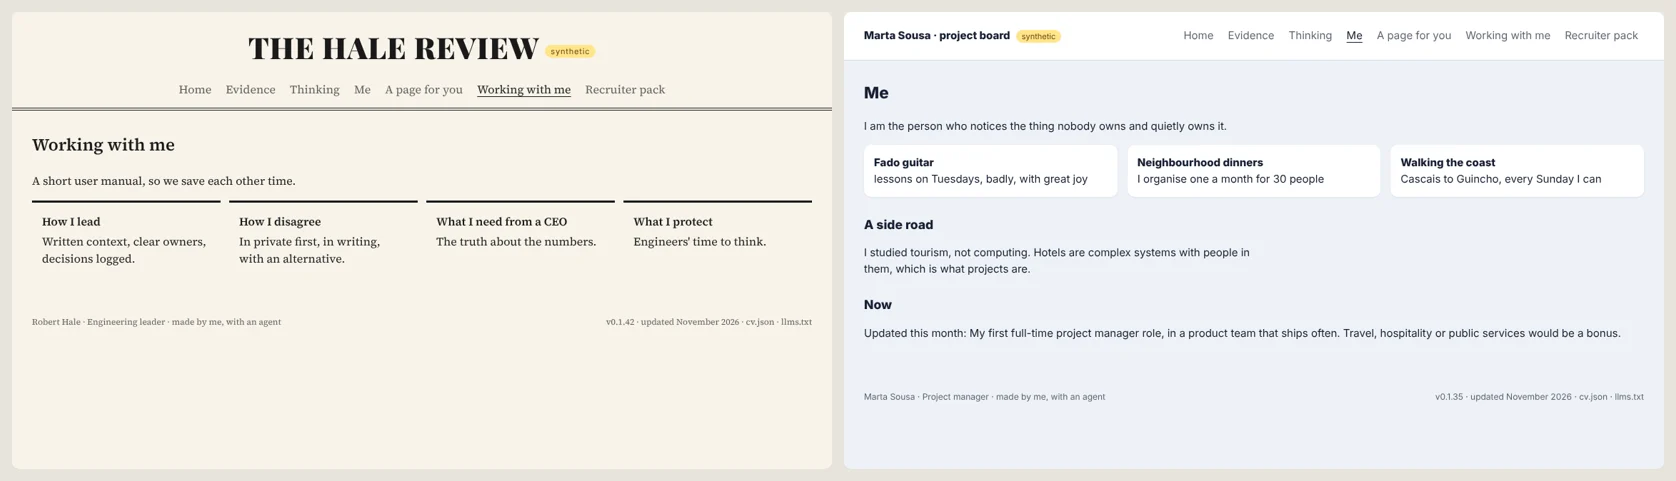 THE HALE REVIEW synthetic
Home Evidence Thinking Me A page for you Working with me Recruiter pack
Working with me
A short user manual, so we save each other time.
How I lead
Written context, clear owners,
decisions logged.
How I disagree
In private first, in writing,
with an alternative.
What I need from a CEO
The truth about the numbers.
What I protect
Engineers' time to think.
Robert Hale · Engineering leader · made by me, with an agent
v0.1.42 · updated November 2026 · cv.json · llms.txt
Marta Sousa · project board synthetic
Home Evidence Thinking Me A page for you Working with me Recruiter pack
Me
I am the person who notices the thing nobody owns and quietly owns it.
Fado guitar
lessons on Tuesdays, badly, with great joy
Neighbourhood dinners
I organise one a month for 30 people
Walking the coast
Cascais to Guincho, every Sunday I can
A side road
I studied tourism, not computing. Hotels are complex systems with people in
them, which is what projects are.
Now
Updated this month: My first full-time project manager role, in a product team that ships often. Travel, hospitality or public services would be a bonus.
Marta Sousa · Project manager · made by me, with an agent
v0.1.35 · updated November 2026 · cv.json · llms.txt